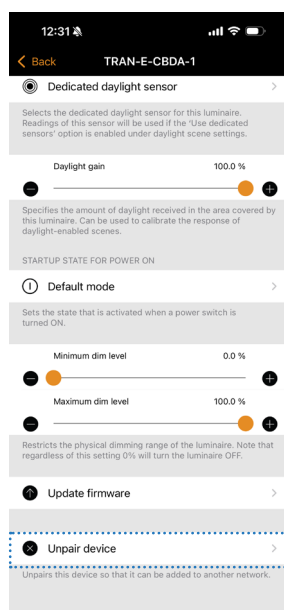 12:31
Back
TRAN-E-CBDA-1
Dedicated daylight sensor
Selects the dedicated daylight sensor for this luminaire.
Readings of this sensor will be used if the 'Use dedicated
sensors' option is enabled under daylight scene settings.
Daylight gain 100.0 %
Specifies the amount of daylight received in the area covered by
this luminaire. Can be used to calibrate the response of
daylight-enabled scenes.
STARTUP STATE FOR POWER ON
Default mode
Sets the state that is activated when a power switch is
turned ON.
Minimum dim level 0.0 %
Maximum dim level 100.0 %
Restricts the physical dimming range of the luminaire. Note that
regardless of this setting 0% will turn the luminaire OFF.
Update firmware
Unpair device
Unpairs this device so that it can be added to another network.